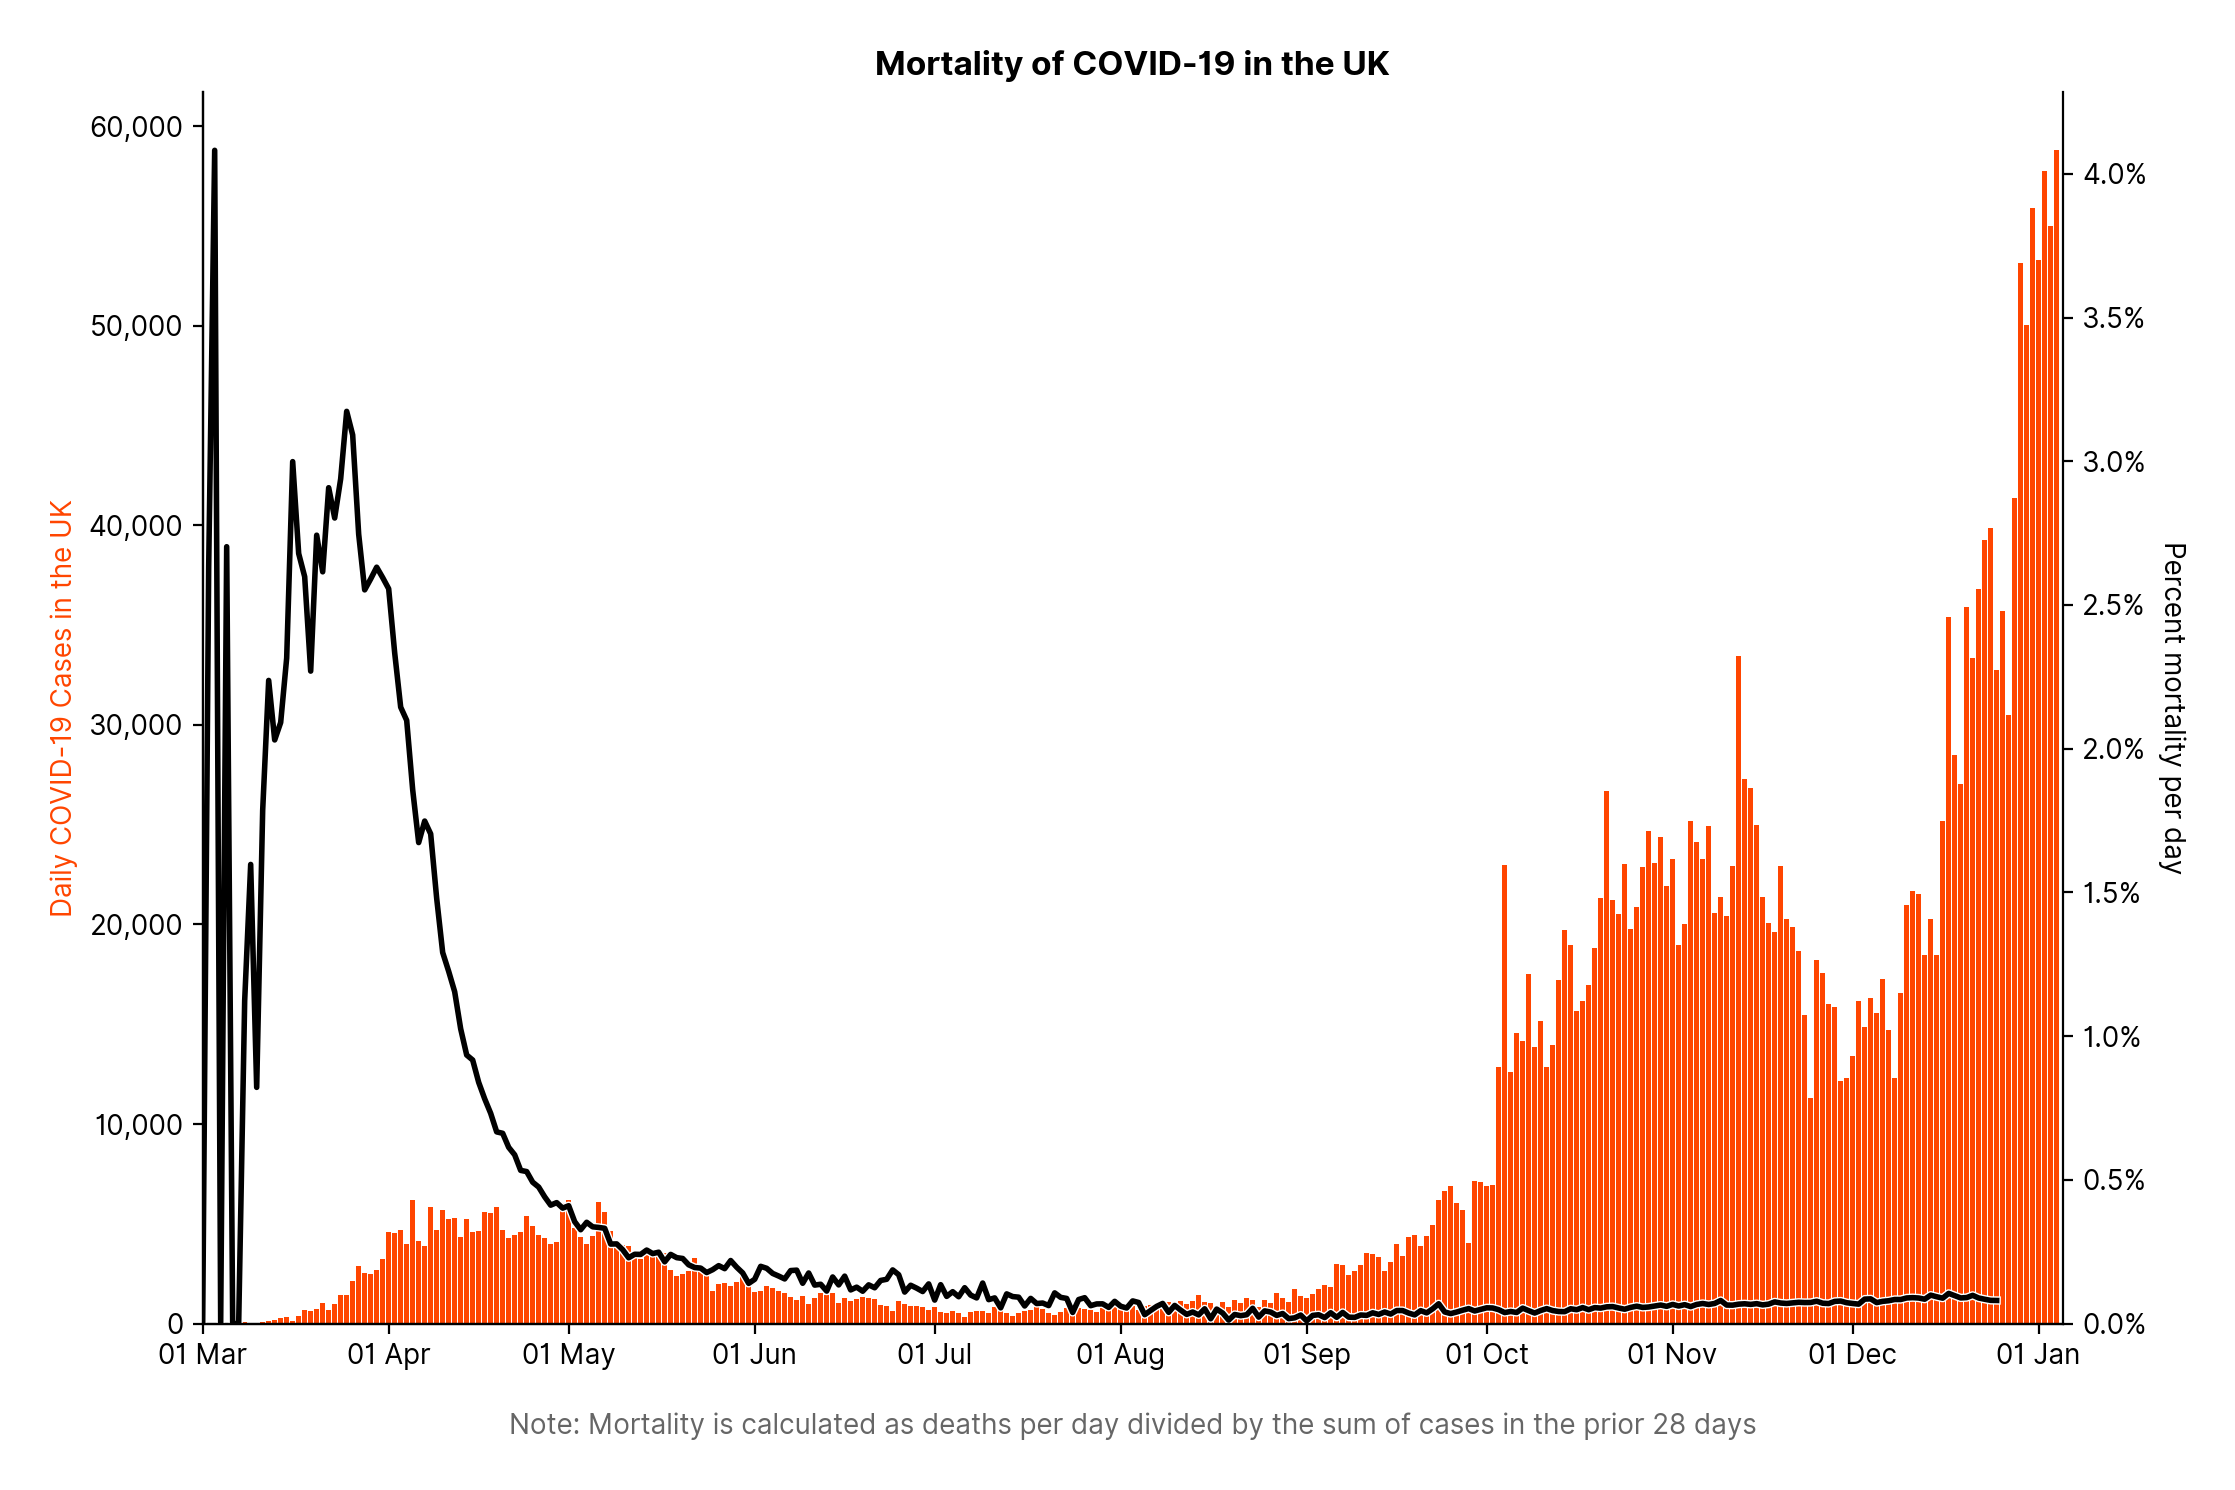 Mortality of COVID-19 in the UK
Daily COVID-19 Cases in the UK
60,000
50,000
40,000
30,000
20,000
10,000
0
4.0%
3.5%
3.0%
2.5%
2.0%
1.5%
1.0%
0.5%
0.0%
Percent mortality per day
01 Mar
01 Apr
01 May
01 Jun
01 Jul
01 Aug
01 Sep
01 Oct
01 Nov
01 Dec
01 Jan
Note: Mortality is calculated as deaths per day divided by the sum of cases in the prior 28 days